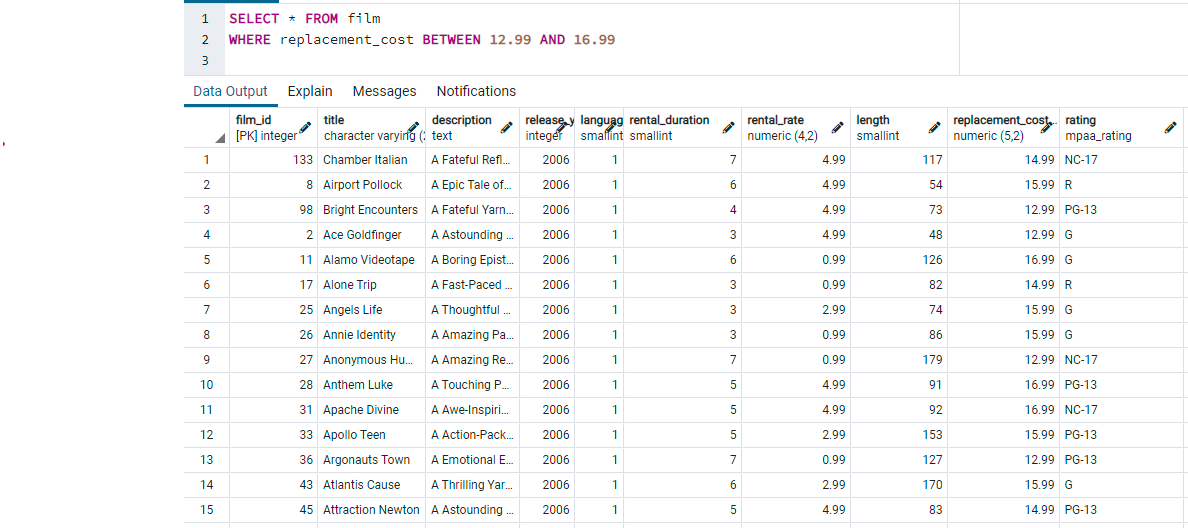 1 SELECT * FROM film
2 WHERE replacement_cost BETWEEN 12.99 AND 16.99
3
Data Output Explain Messages Notifications
film_id title description release_y languag rental_duration rental_rate length replacement_cost... rating
[PK] integer character varying (2 text integer smallint smallint numeric (4,2) smallint numeric (5,2) mpaa_rating
1 133 Chamber Italian A Fateful Refl... 2006 1 7 4.99 117 14.99 NC-17
2 8 Airport Pollock A Epic Tale of... 2006 1 6 4.99 54 15.99 R
3 98 Bright Encounters A Fateful Yarn... 2006 1 4 4.99 73 12.99 PG-13
4 2 Ace Goldfinger A Astounding ... 2006 1 3 4.99 48 12.99 G
5 11 Alamo Videotape A Boring Epist... 2006 1 6 0.99 126 16.99 G
6 17 Alone Trip A Fast-Paced ... 2006 1 3 0.99 82 14.99 R
7 25 Angels Life A Thoughtful ... 2006 1 3 2.99 74 15.99 G
8 26 Annie Identity A Amazing Pa... 2006 1 3 0.99 86 15.99 G
9 27 Anonymous Hu... A Amazing Re... 2006 1 7 0.99 179 12.99 NC-17
10 28 Anthem Luke A Touching P... 2006 1 5 4.99 91 16.99 PG-13
11 31 Apache Divine A Awe-Inspiri... 2006 1 5 4.99 92 16.99 NC-17
12 33 Apollo Teen A Action-Pack... 2006 1 5 2.99 153 15.99 PG-13
13 36 Argonauts Town A Emotional E... 2006 1 7 0.99 127 12.99 PG-13
14 43 Atlantis Cause A Thrilling Yar... 2006 1 6 2.99 170 15.99 G
15 45 Attraction Newton A Astounding ... 2006 1 5 4.99 83 14.99 PG-13